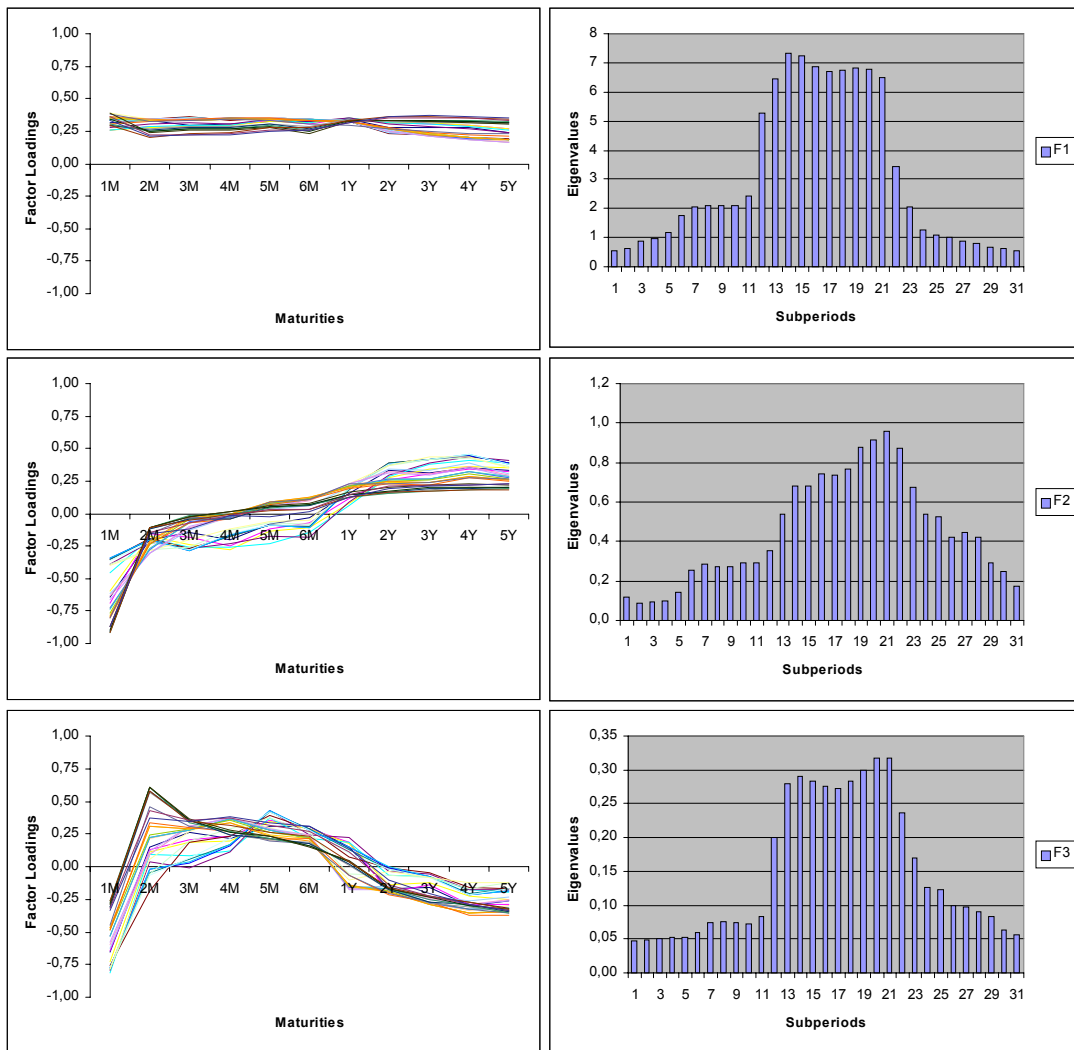 1,00
0,75
0,50
0,25
0,00
-0,25
-0,50
-0,75
-1,00
Factor Loadings
1M 2M 3M 4M 5M 6M 1Y 2Y 3Y 4Y 5Y
Maturities
8
7
6
5
4
3
2
1
0
Eigenvalues
1 3 5 7 9 11 13 15 17 19 21 23 25 27 29 31
Subperiods
F1
1,00
0,75
0,50
0,25
0,00
-0,25
-0,50
-0,75
-1,00
Factor Loadings
1M 2M 3M 4M 5M 6M 1Y 2Y 3Y 4Y 5Y
Maturities
1,2
1,0
0,8
0,6
0,4
0,2
0,0
Eigenvalues
1 3 5 7 9 11 13 15 17 19 21 23 25 27 29 31
Subperiods
F2
1,00
0,75
0,50
0,25
0,00
-0,25
-0,50
-0,75
-1,00
Factor Loadings
1M 2M 3M 4M 5M 6M 1Y 2Y 3Y 4Y 5Y
Maturities
0,35
0,30
0,25
0,20
0,15
0,10
0,05
0,00
Eigenvalues
1 3 5 7 9 11 13 15 17 19 21 23 25 27 29 31
Subperiods
F3